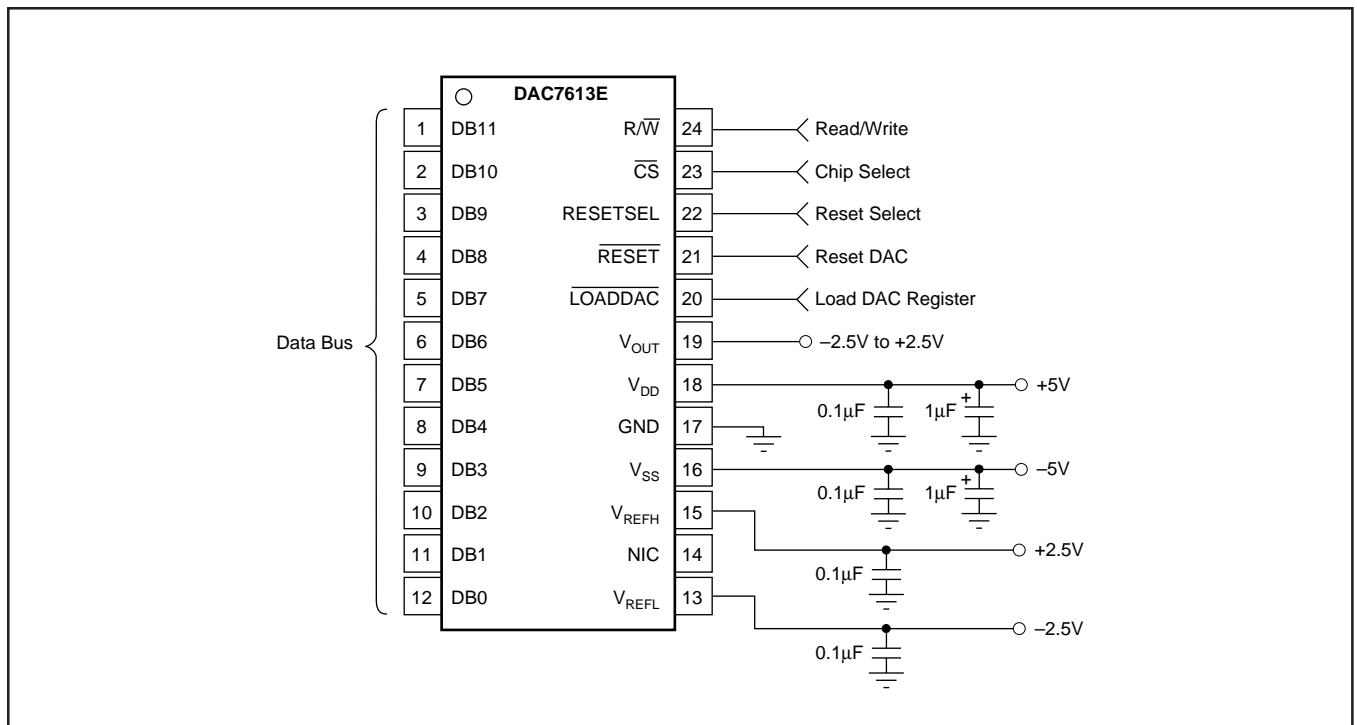 DAC7613E
1 DB11 R/W̅ 24 Read/Write
2 DB10 C̅S̅ 23 Chip Select
3 DB9 RESETSEL 22 Reset Select
4 DB8 R̅E̅S̅E̅T̅ 21 Reset DAC
5 DB7 L̅O̅A̅D̅D̅A̅C̅ 20 Load DAC Register
Data Bus 6 DB6 VOUT 19 –2.5V to +2.5V
7 DB5 VDD 18 +5V
0.1µF 1µF +
8 DB4 GND 17
9 DB3 VSS 16 –5V
0.1µF 1µF +
10 DB2 VREFH 15
11 DB1 NIC 14 +2.5V
0.1µF
12 DB0 VREFL 13
–2.5V
0.1µF